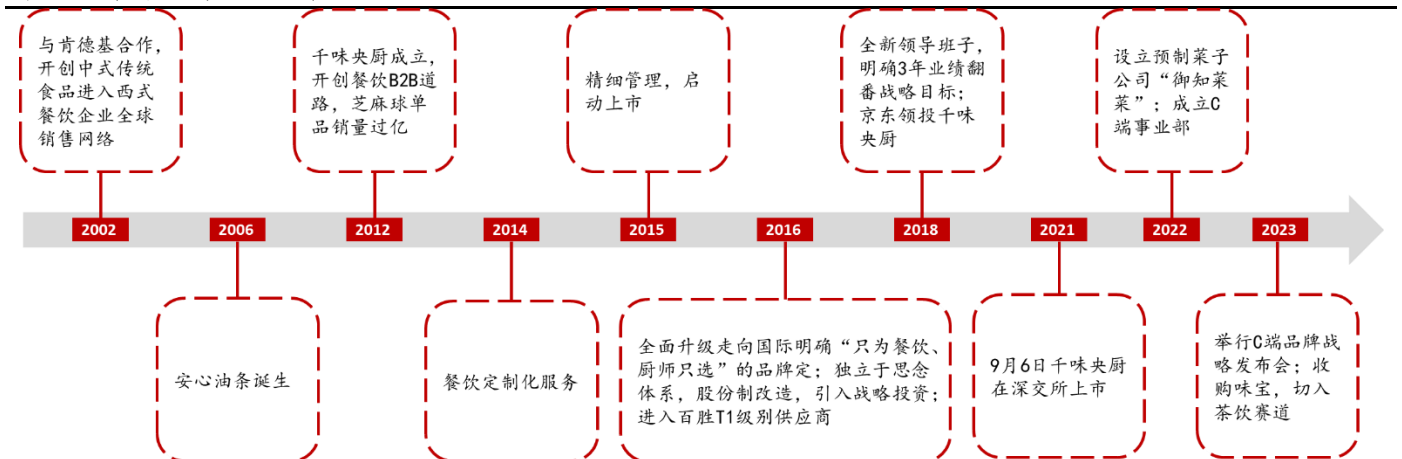 与肯德基合作，
开创中式传统
食品进入西式
餐饮企业全球
销售网络
千味央厨成立，
开创餐饮B2B道
路，芝麻球单
品销量过亿
精细管理，启
动上市
全新领导班子，
明确3年业绩翻
番战略目标；
京东领投千味
央厨
设立预制菜子
公司“御知菜
菜”；成立C
端事业部
2002
2006
2012
2014
2015
2016
2018
2021
2022
2023
安心油条诞生
餐饮定制化服务
全面升级走向国际明确“只为餐饮、
厨师只选”的品牌定；独立于思念
体系，股份制改造，引入战略投资；
进入百胜T1级别供应商
9月6日千味央厨
在深交所上市
举行C端品牌战
略发布会；收
购味宝，切入
茶饮赛道